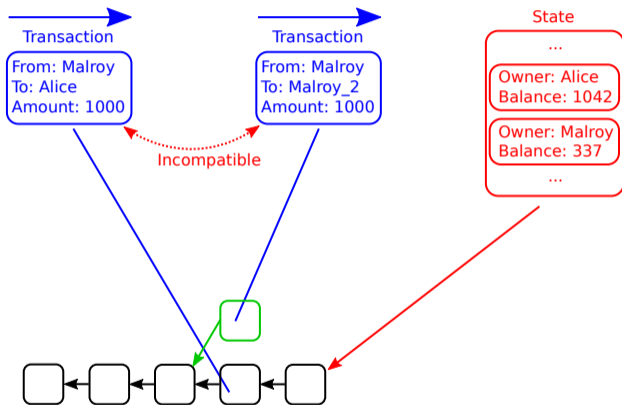 Transaction
From: Malroy
To: Alice
Amount: 1000
Transaction
From: Malroy
To: Malroy_2
Amount: 1000
Incompatible
State
...
Owner: Alice
Balance: 1042
Owner: Malroy
Balance: 337
...